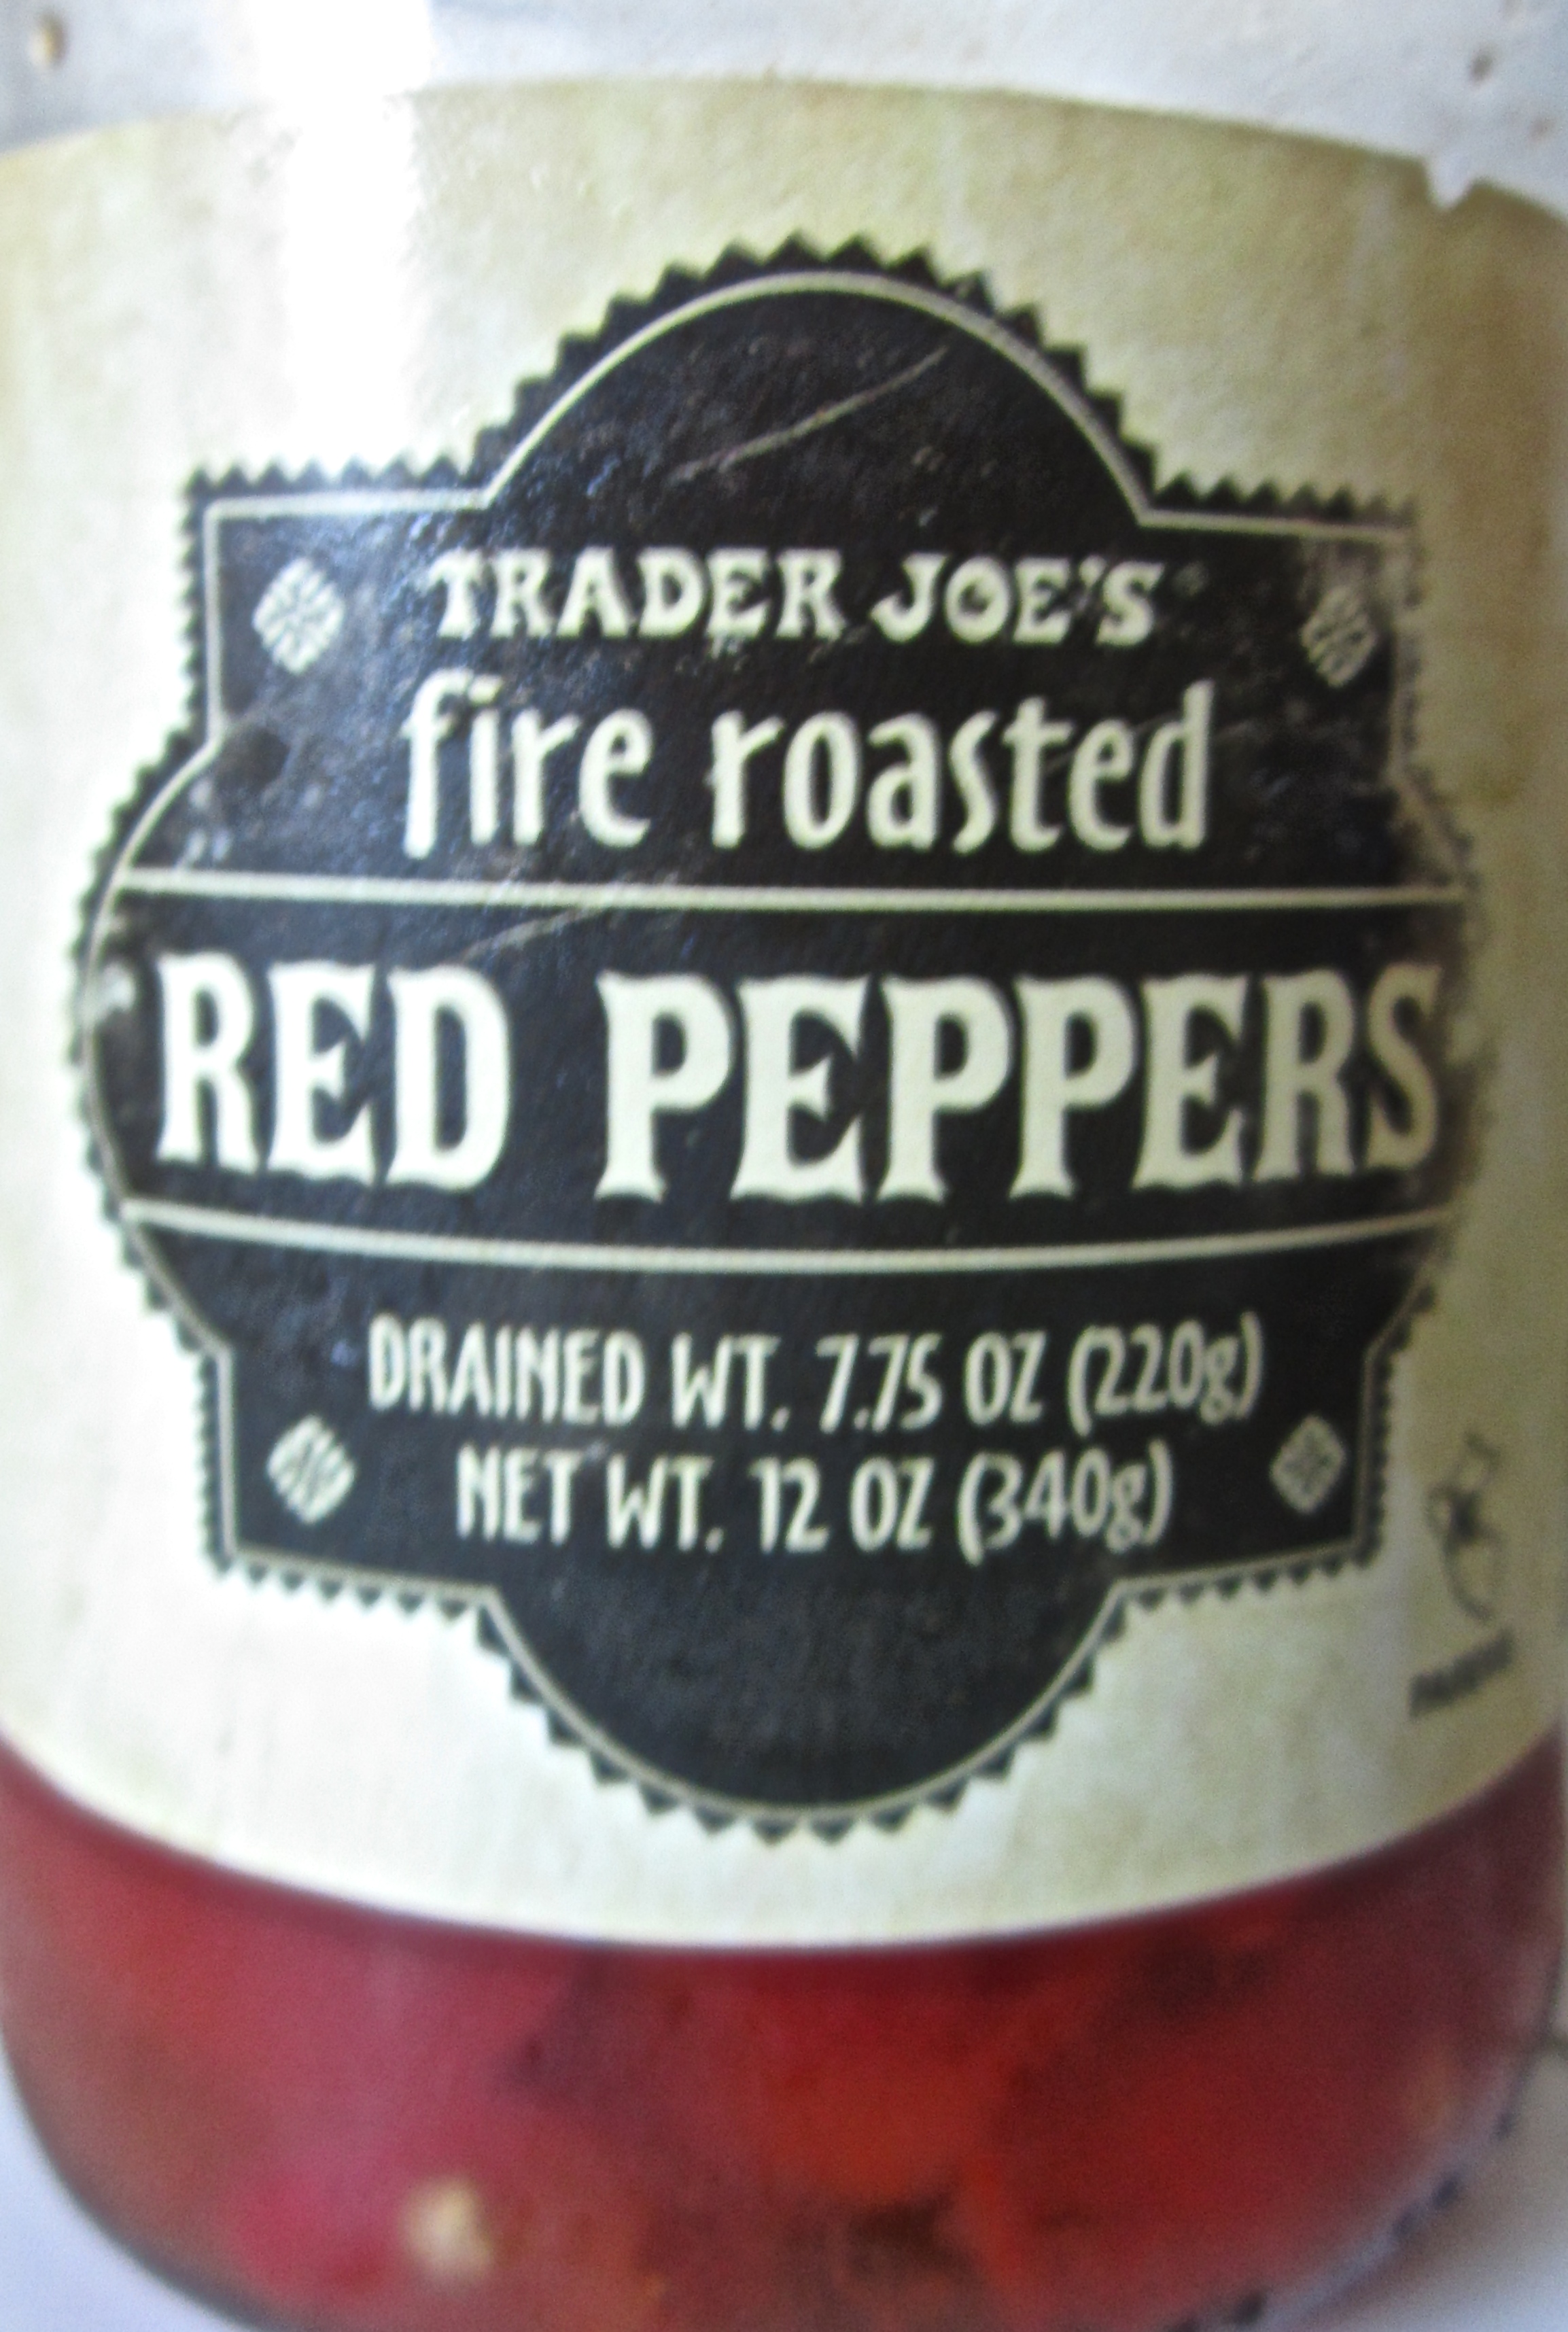 TRADER JOE'S
fire roasted
RED PEPPERS
DRAINED WT. 7.75 OZ (220g)
NET WT. 12 OZ (340g)